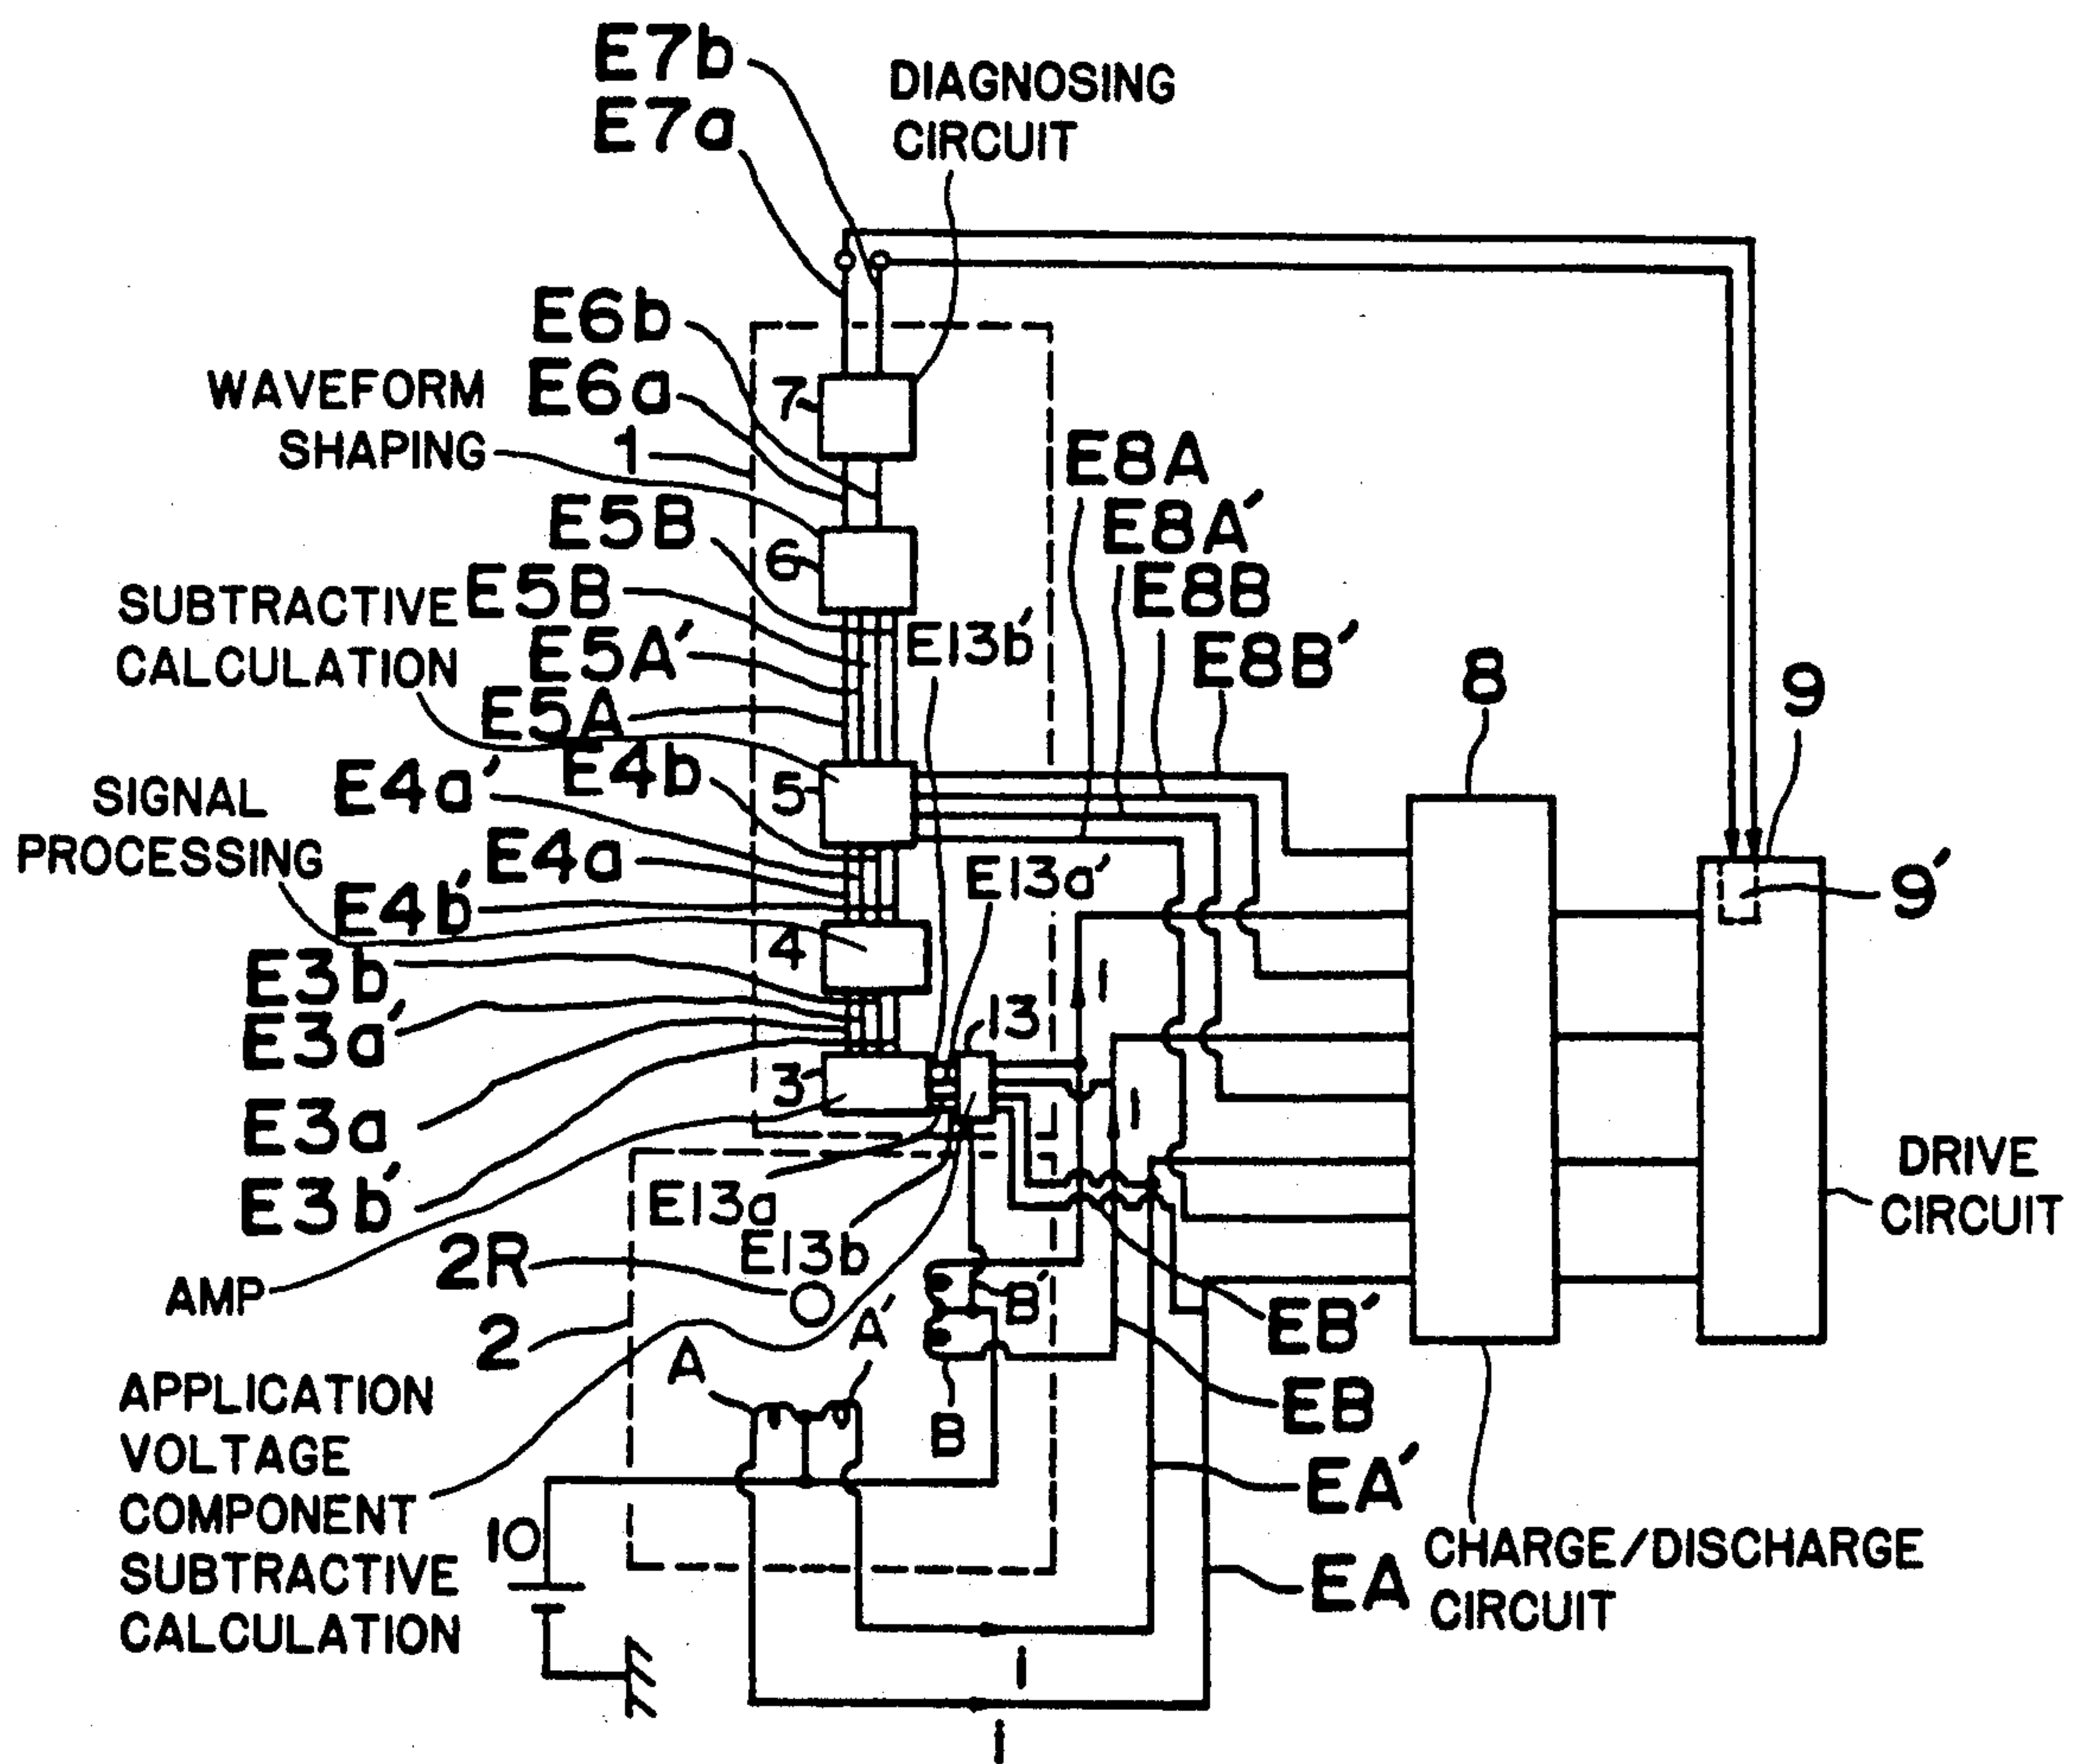 E7b
E7a
DIAGNOSING
CIRCUIT
E6b
E6a
WAVEFORM
SHAPING
1
7
E8A
E8A'
E8B
E8B'
E5B
6
SUBTRACTIVE
CALCULATION
E5B
E5A'
E5A
E13b'
8
9
SIGNAL
PROCESSING
E4a'
E4b
5
E4a
E4b'
E13a'
9'
4
E3b
E3a'
13
I
3
I
E3a
E3b'
E13a
E13b
DRIVE
CIRCUIT
AMP
2R
2
A
A'
B'
B
EB'
EB
EA'
EA
APPLICATION
VOLTAGE
COMPONENT
SUBTRACTIVE
CALCULATION
10
CHARGE/DISCHARGE
CIRCUIT
I
I